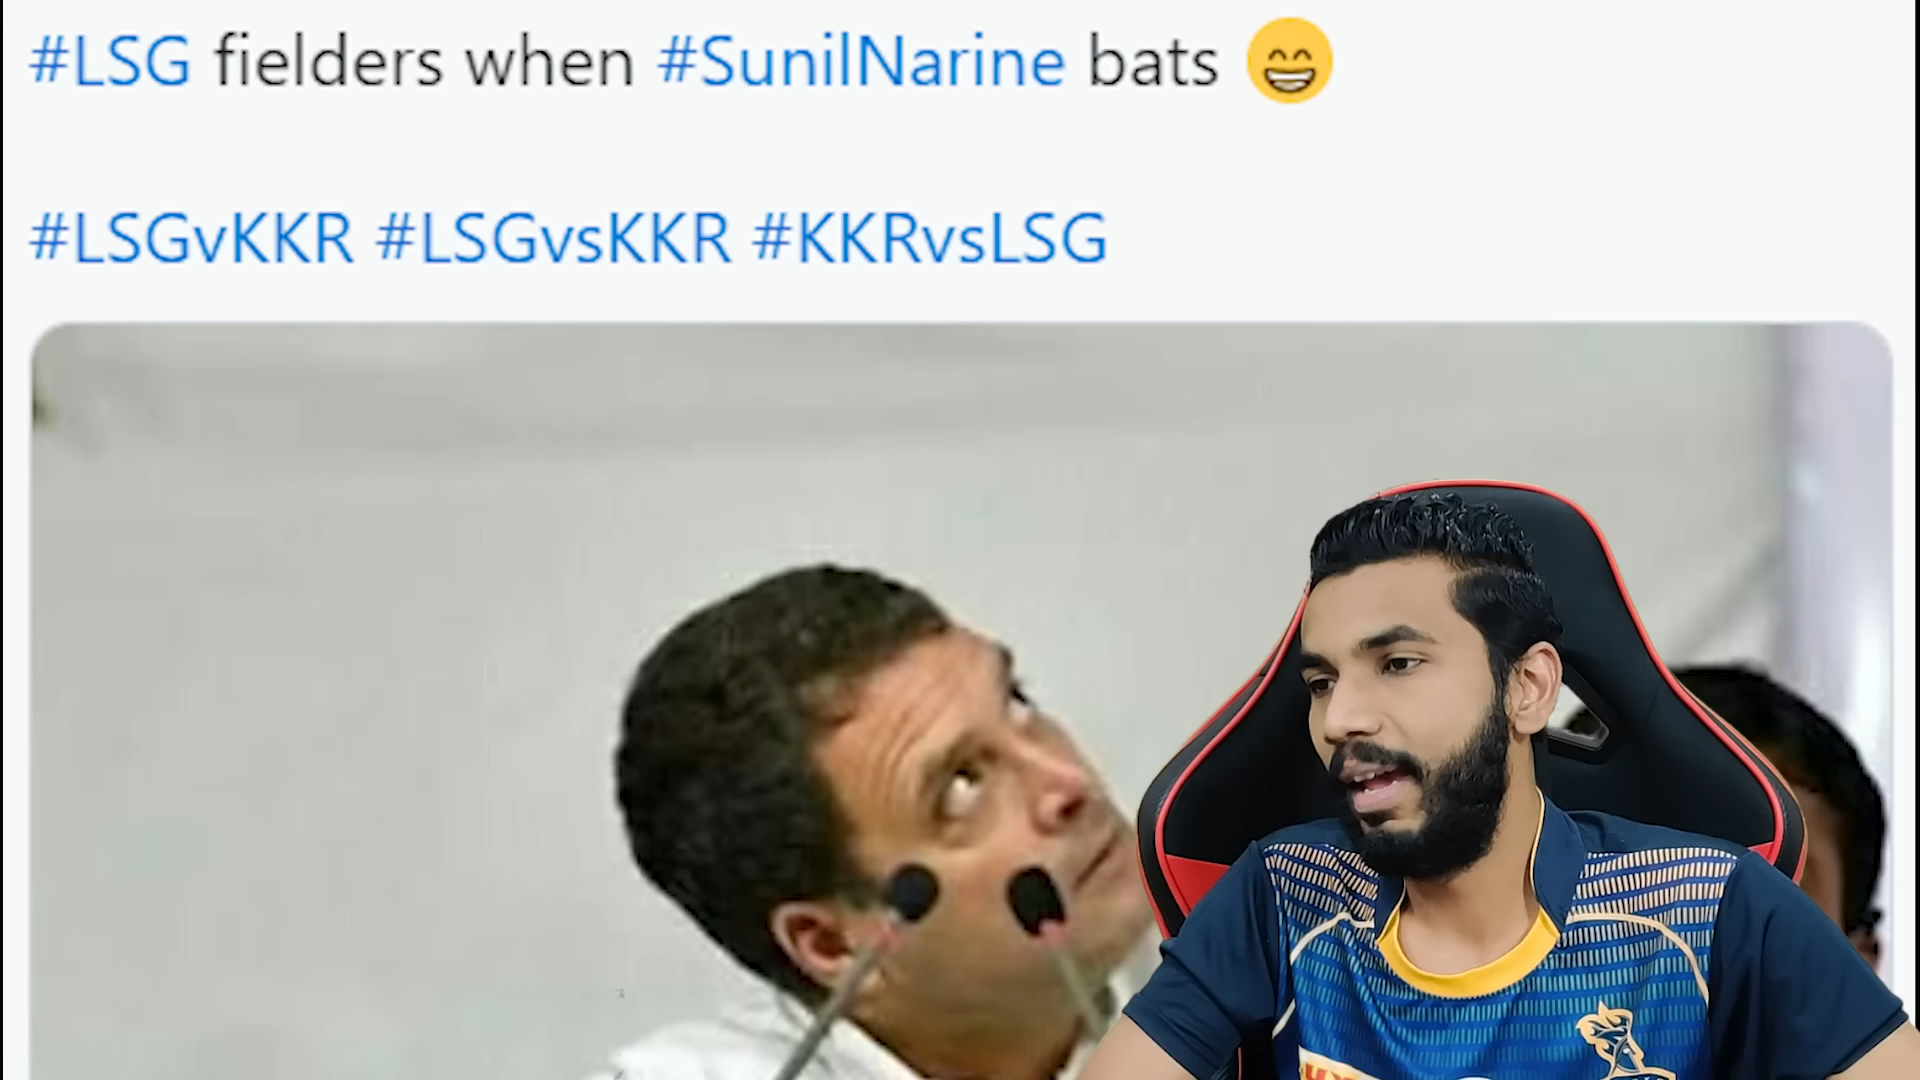 #LSG fielders when #SunilNarine bats 😁
#LSGvKKR #LSGvsKKR #KKRvsLSG